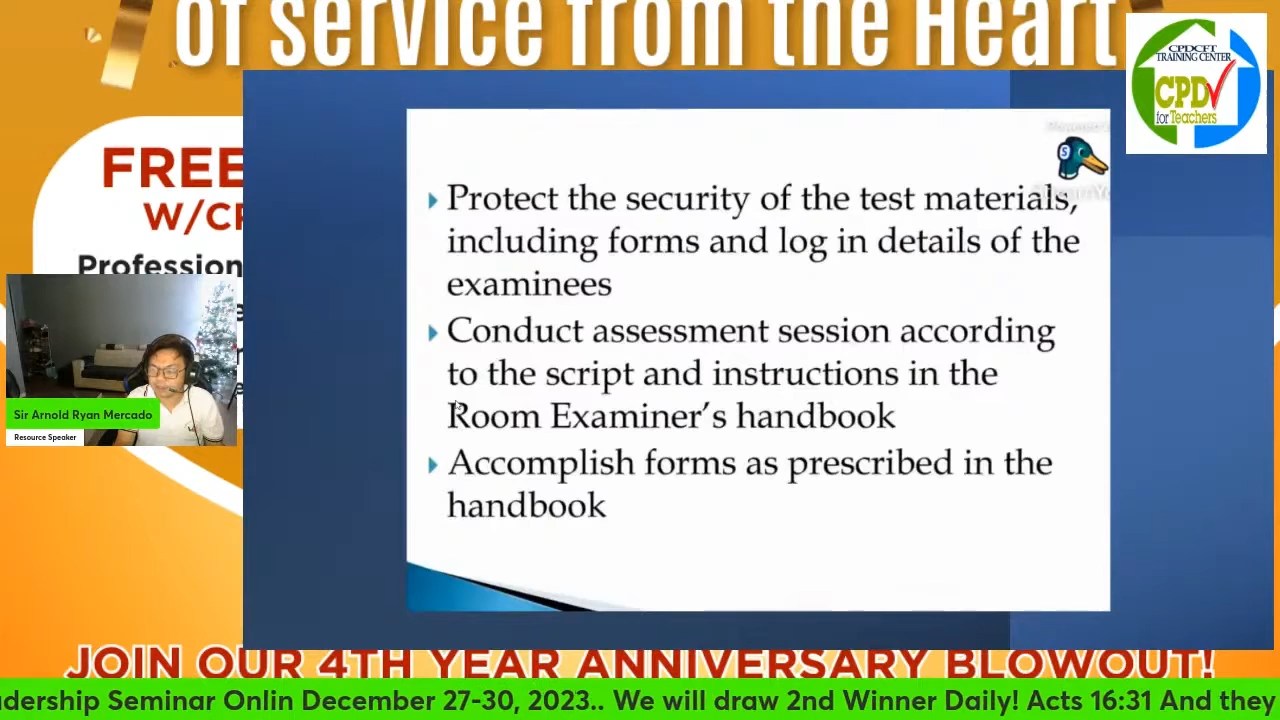 of service from the Heart
CPDCFT
TRAINING CENTER
CPD
for Teachers
FREE
Protect the security of the test materials,
including forms and log in details of the
examinees
Conduct assessment session according
to the script and instructions in the
Room Examiner's handbook
Accomplish forms as prescribed in the
handbook
Sir Arnold Ryan Mercado
Resource Speaker
JOIN OUR 4TH YEAR ANNIVERSARY BLOWOUT!
Seminar Onlin December 27-30, 2023.. We will draw 2nd Winner Daily! Acts 16:31 And they